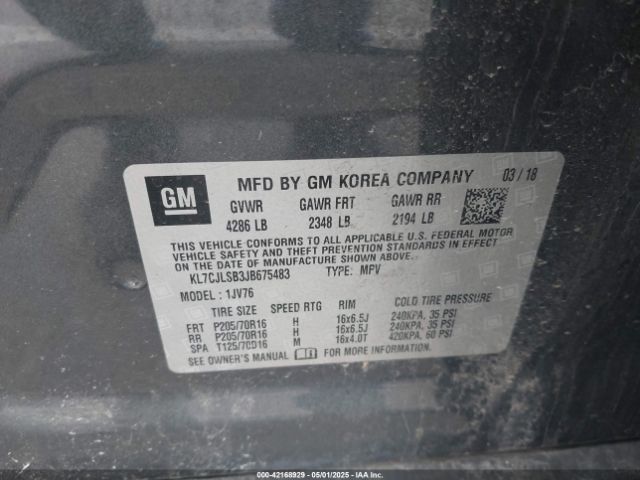 GM
MFD BY GM KOREA COMPANY 03/18
GVWR GAWR FRT GAWR RR
4286 LB 2348 LB 2194 LB
THIS VEHICLE CONFORMS TO ALL APPLICABLE U.S. FEDERAL MOTOR
VEHICLE SAFETY AND THEFT PREVENTION STANDARDS IN EFFECT
ON THE DATE OF MANUFACTURE SHOWN ABOVE.
KL7CJLSB3JB675483 TYPE: MPV
MODEL: 1JV76
TIRE SIZE SPEED RTG RIM COLD TIRE PRESSURE
FRT P205/70R16 H 16x6.5J 240KPA, 35 PSI
RR P205/70R16 H 16x6.5J 240KPA, 35 PSI
SPA T125/70D16 M 16x4.0T 420KPA, 60 PSI
SEE OWNER'S MANUAL FOR MORE INFORMATION.
000-42168929 - 05/01/2025 - IAAI.COM